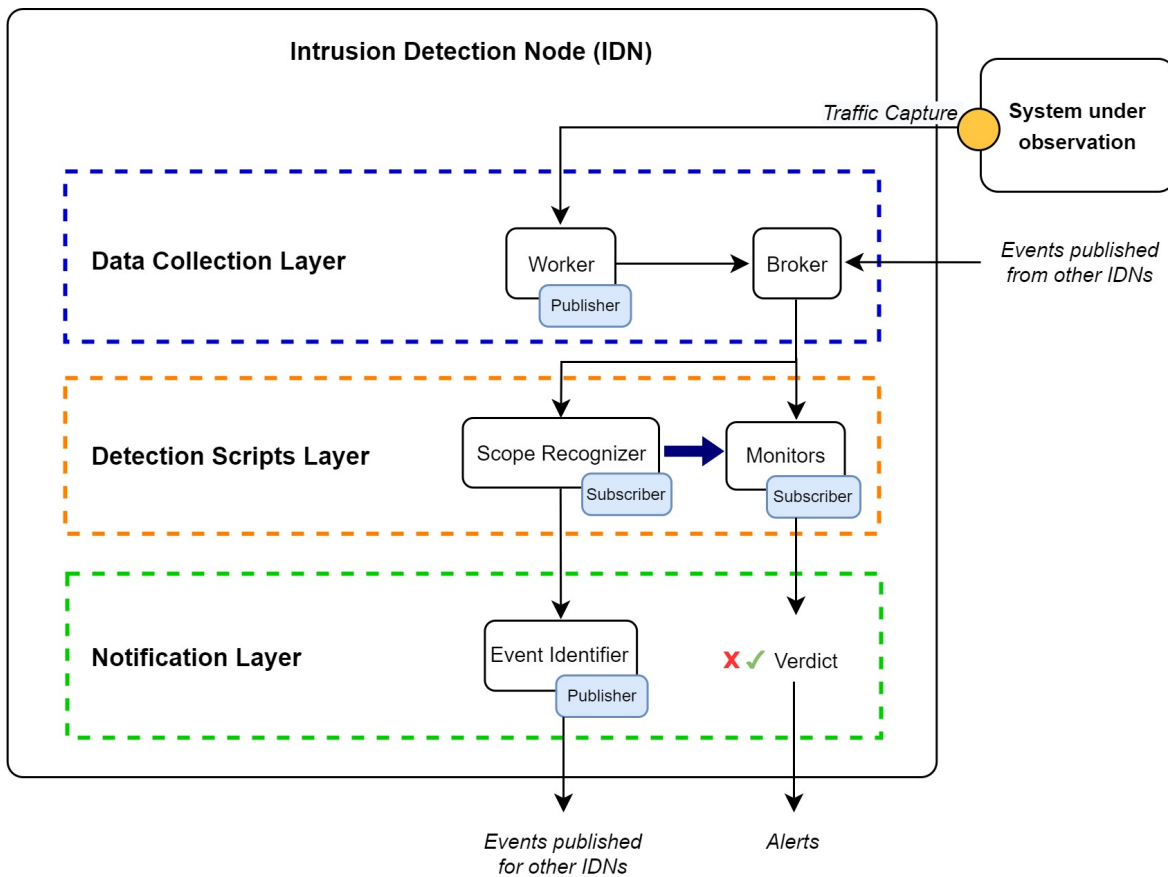 Intrusion Detection Node (IDN)
Traffic Capture
System under
observation
Data Collection Layer
Worker
Publisher
Broker
Events published
from other IDNs
Detection Scripts Layer
Scope Recognizer
Subscriber
Monitors
Subscriber
Notification Layer
Event Identifier
Publisher
X ✓ Verdict
Events published
for other IDNs
Alerts